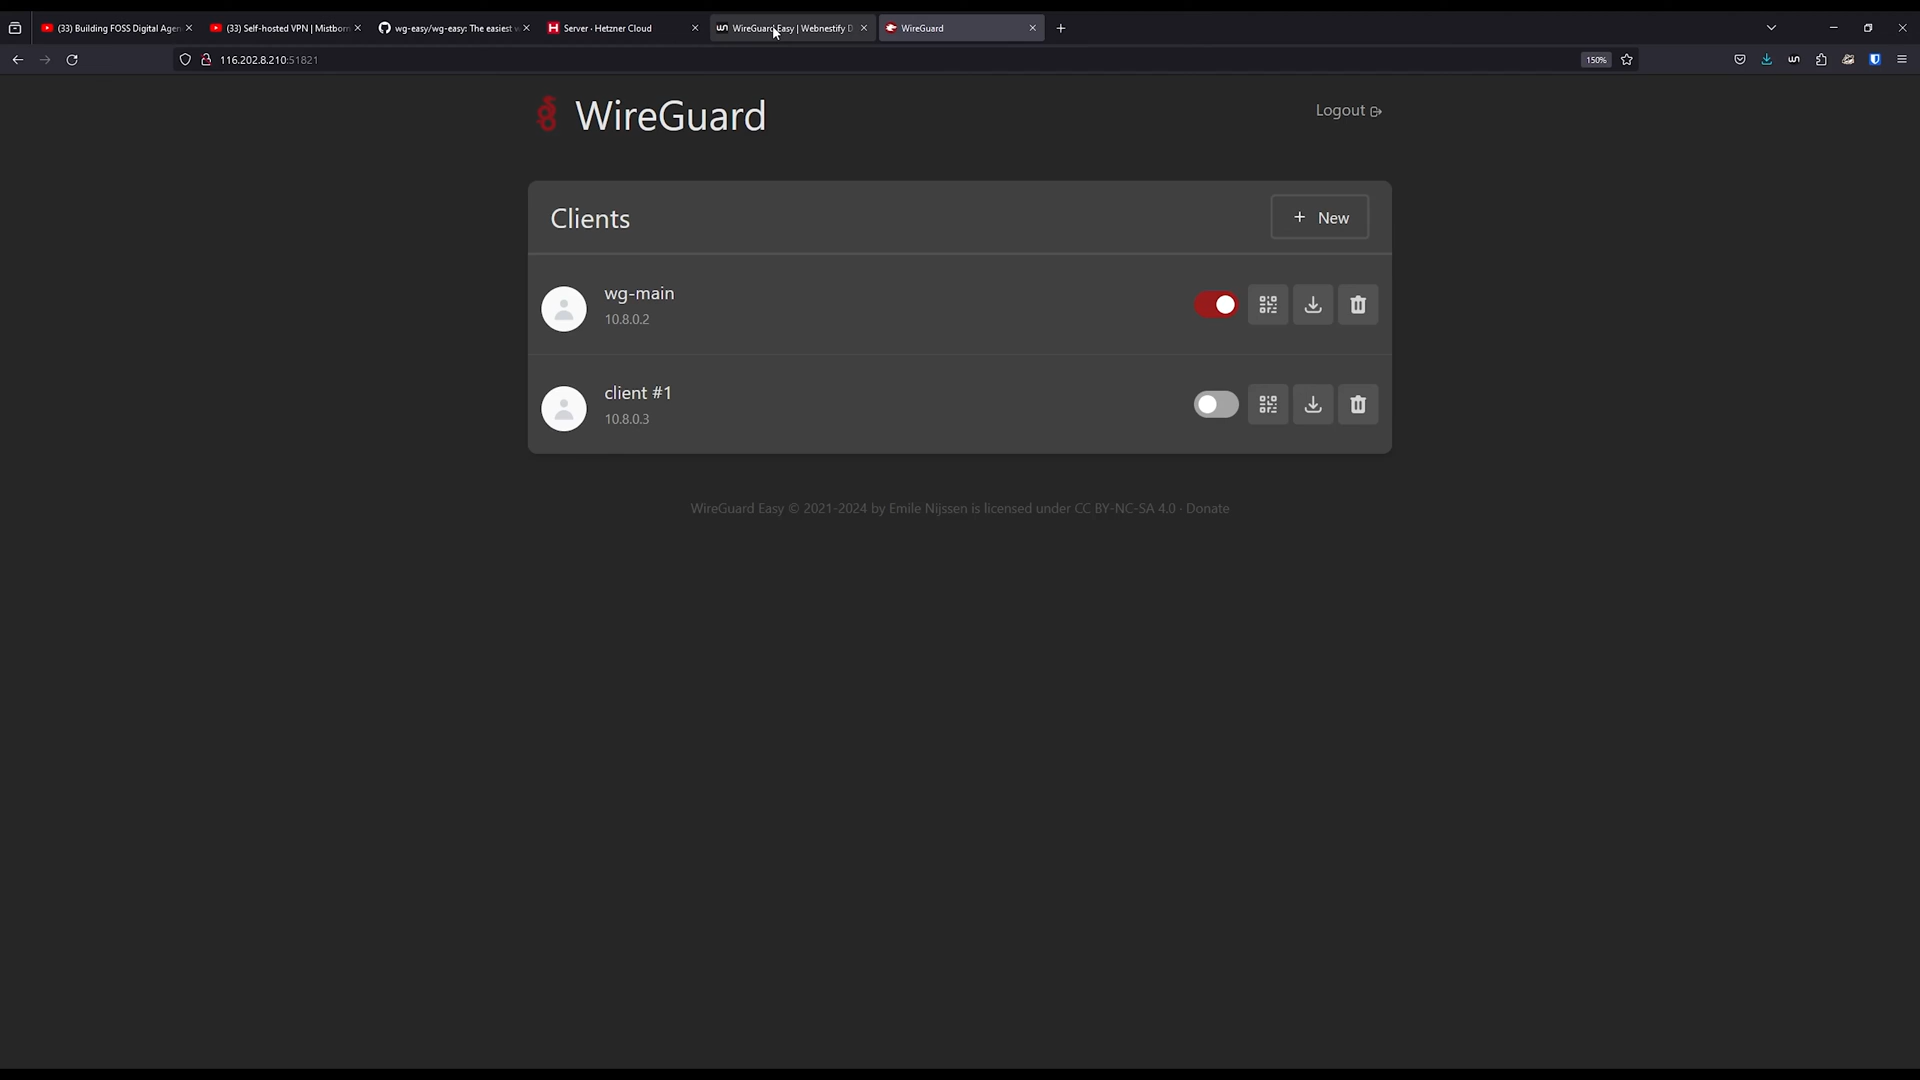 (33) Building FOSS Digital Agen
(33) Self-hosted VPN | Mistborn
wg-easy/wg-easy: The easiest w
Server · Hetzner Cloud
WireGuard Easy | Webnestify D
WireGuard
116.202.8.210:51821
150%
WireGuard
Logout
Clients
+ New
wg-main
10.8.0.2
client #1
10.8.0.3
WireGuard Easy © 2021-2024 by Emile Nijssen is licensed under CC BY-NC-SA 4.0 · Donate